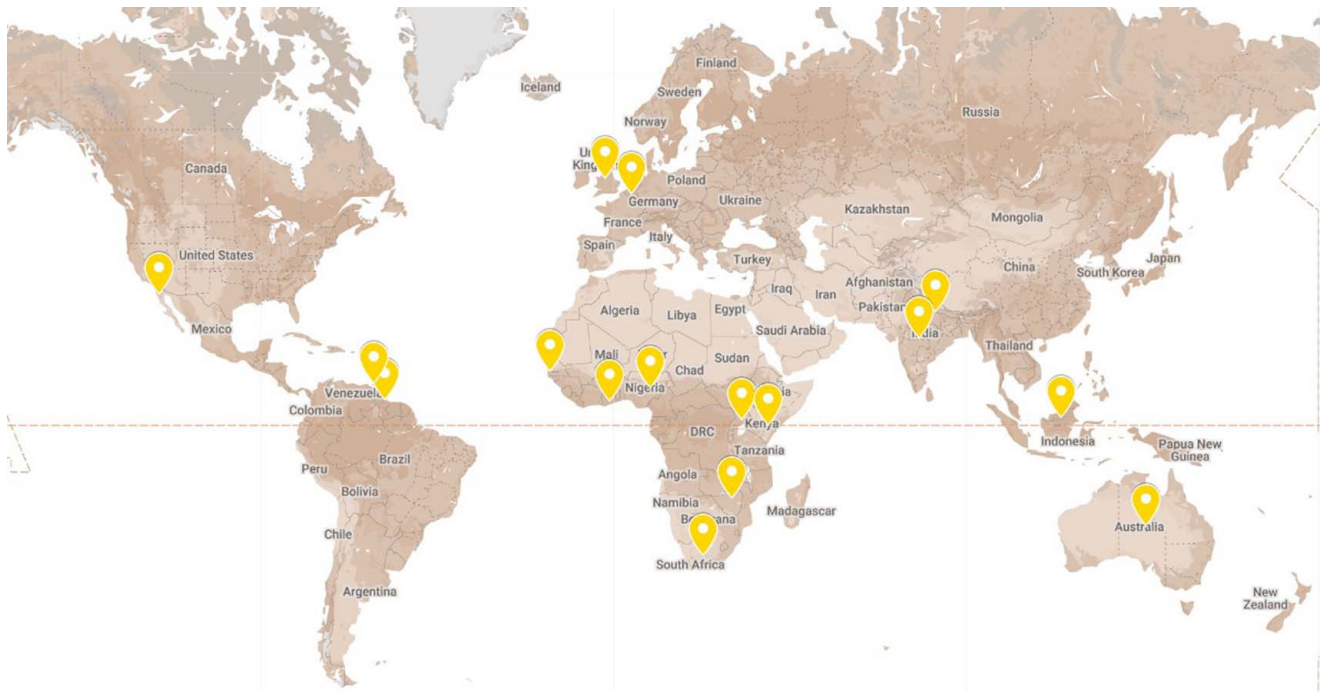 Finland
Iceland
Sweden
Russia
Norway
Canada
Poland
Ukraine
Germany
Kazakhstan
Mongolia
France
Italy
Spain
United States
Turkey
China
South Korea
Japan
Afghanistan
Iraq
Iran
Pakistan
Algeria
Libya
Egypt
Saudi Arabia
Mexico
India
Thailand
Mali
Sudan
Chad
Nigeria
Venezuela
Colombia
Kenya
DRC
Indonesia
Papua New
Guinea
Tanzania
Brazil
Peru
Angola
Bolivia
Namibia
Madagascar
Botswana
Australia
Chile
South Africa
Argentina
New
Zealand